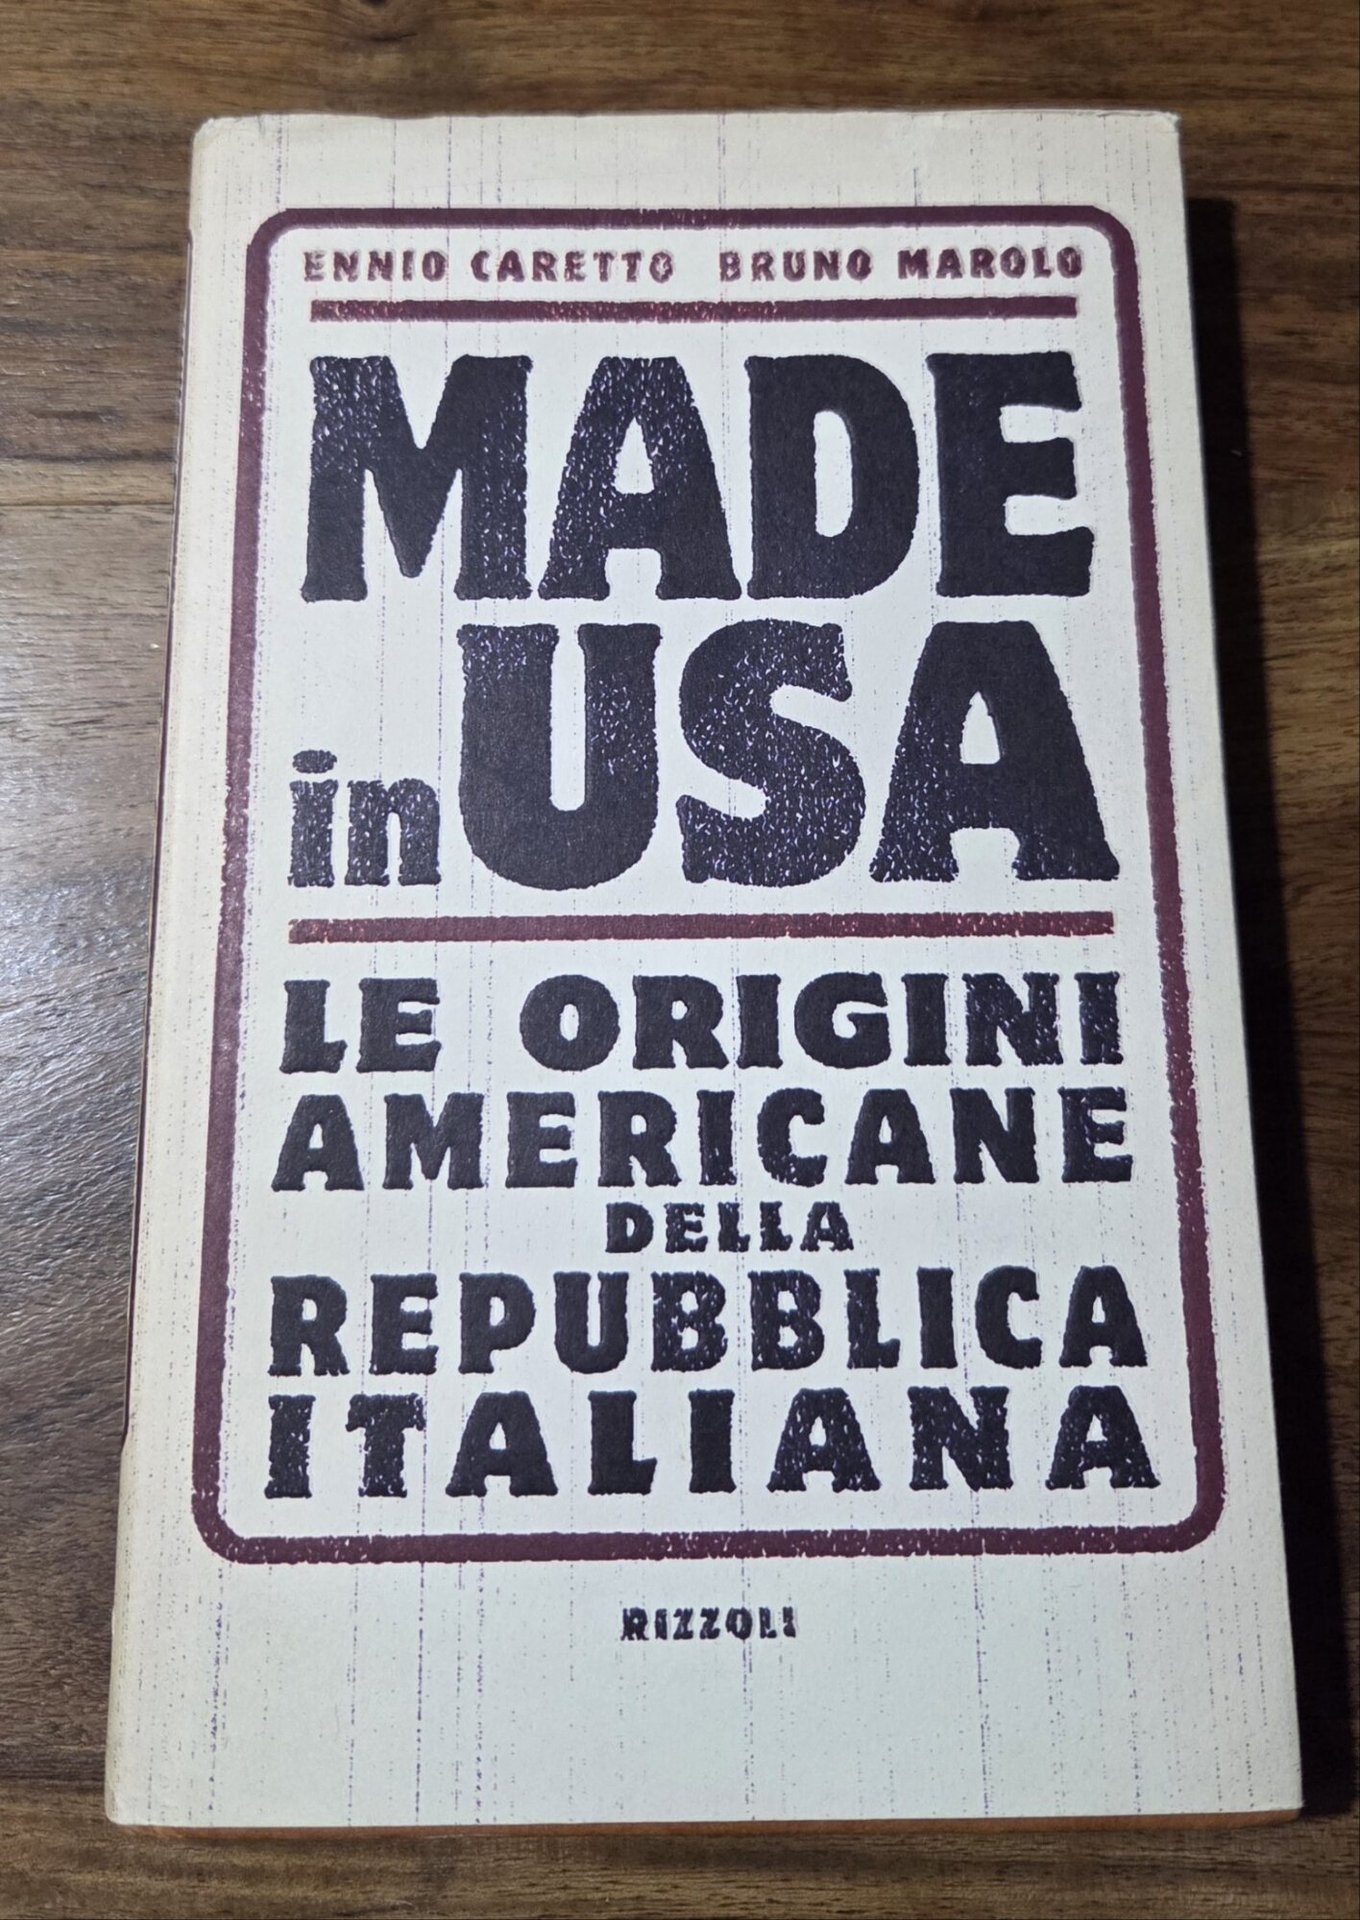 ENNIO CARETTO BRUNO MAROLO
MADE
in USA
LE ORIGINI
AMERICANE
DELLA
REPUBBLICA
ITALIANA
RIZZOLI